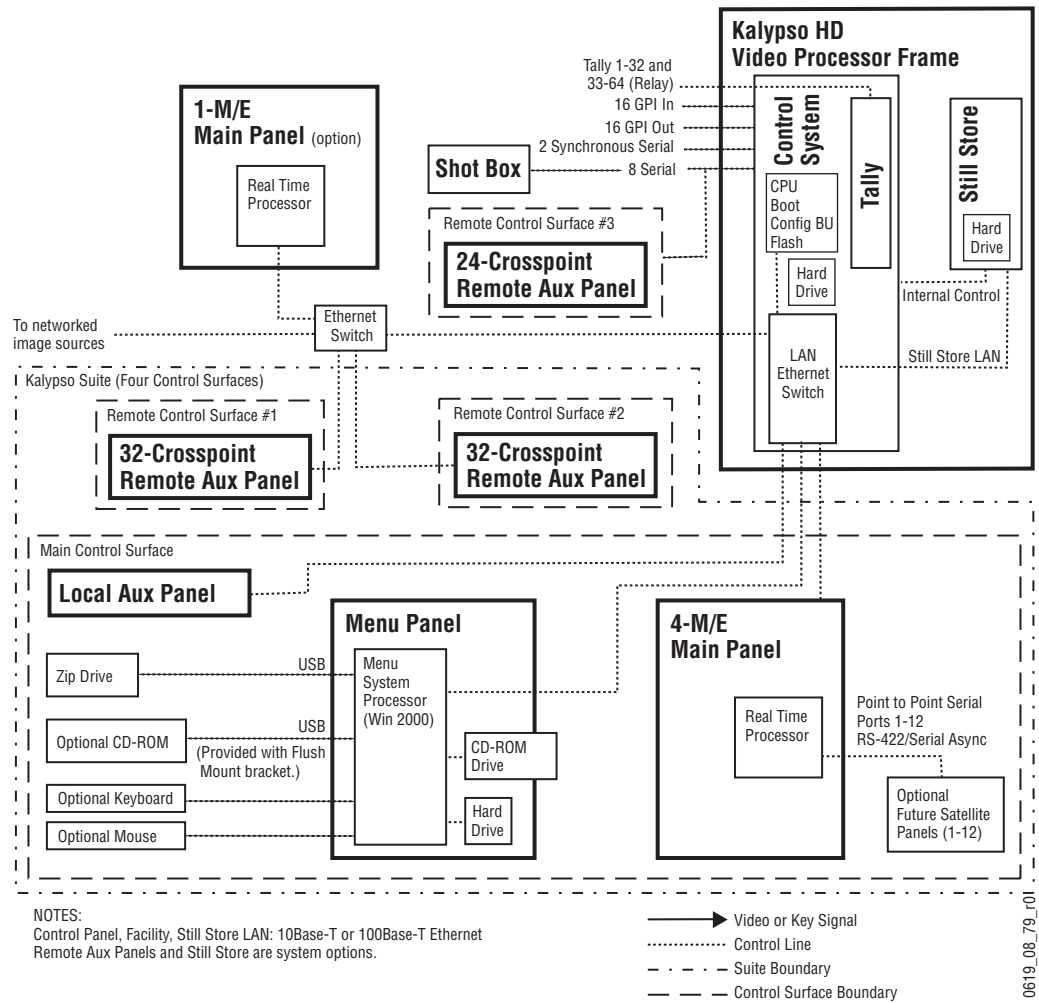 Kalypso HD
Video Processor Frame
Tally 1-32 and
33-64 (Relay)
16 GPI In
16 GPI Out
2 Synchronous Serial
8 Serial
Control
System
Tally
Still Store
CPU
Boot
Config BU
Flash
Hard
Drive
Hard
Drive
Internal Control
LAN
Ethernet
Switch
Still Store LAN
1-M/E
Main Panel (option)
Real Time
Processor
Shot Box
Remote Control Surface #3
24-Crosspoint
Remote Aux Panel
To networked
image sources
Ethernet
Switch
Kalypso Suite (Four Control Surfaces)
Remote Control Surface #1
32-Crosspoint
Remote Aux Panel
Remote Control Surface #2
32-Crosspoint
Remote Aux Panel
Main Control Surface
Local Aux Panel
Menu Panel
Zip Drive
USB
Menu
System
Processor
(Win 2000)
Optional CD-ROM
USB
(Provided with Flush
Mount bracket.)
CD-ROM
Drive
Optional Keyboard
Hard
Drive
Optional Mouse
4-M/E
Main Panel
Real Time
Processor
Point to Point Serial
Ports 1-12
RS-422/Serial Async
Optional
Future Satellite
Panels (1-12)
NOTES:
Control Panel, Facility, Still Store LAN: 10Base-T or 100Base-T Ethernet
Remote Aux Panels and Still Store are system options.
Video or Key Signal
Control Line
Suite Boundary
Control Surface Boundary
0619_08_79_r0